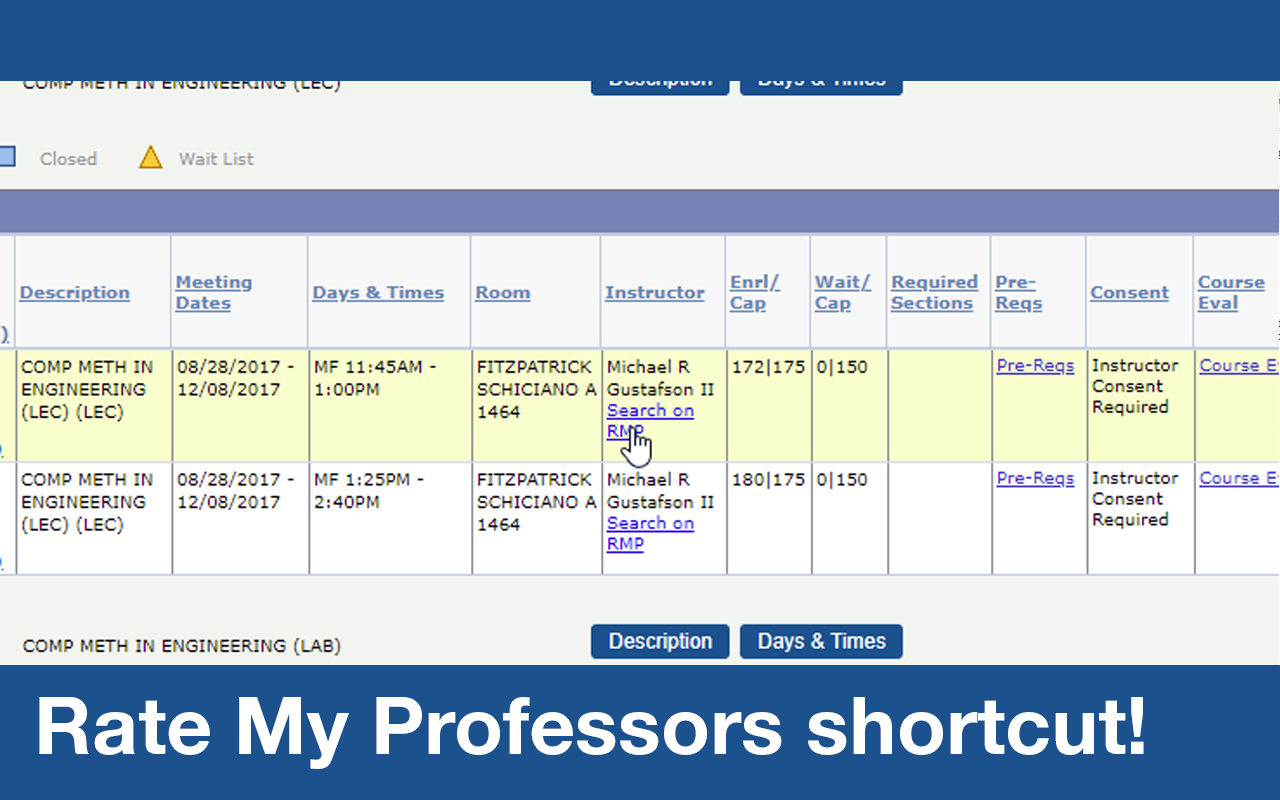 COMP METH IN ENGINEERING (LEC) Description Days & Times
Closed Wait List
Description Meeting Dates Days & Times Room Instructor Enrl/ Cap Wait/ Cap Required Sections Pre- Reqs Consent Course Eval
)
COMP METH IN ENGINEERING (LEC) (LEC) 08/28/2017 - 12/08/2017 MF 11:45AM - 1:00PM FITZPATRICK SCHICIANO A 1464 Michael R Gustafson II Search on RMP 172|175 0|150 Pre-Reqs Instructor Consent Required Course E
COMP METH IN ENGINEERING (LEC) (LEC) 08/28/2017 - 12/08/2017 MF 1:25PM - 2:40PM FITZPATRICK SCHICIANO A 1464 Michael R Gustafson II Search on RMP 180|175 0|150 Pre-Reqs Instructor Consent Required Course E
COMP METH IN ENGINEERING (LAB) Description Days & Times
Rate My Professors shortcut!